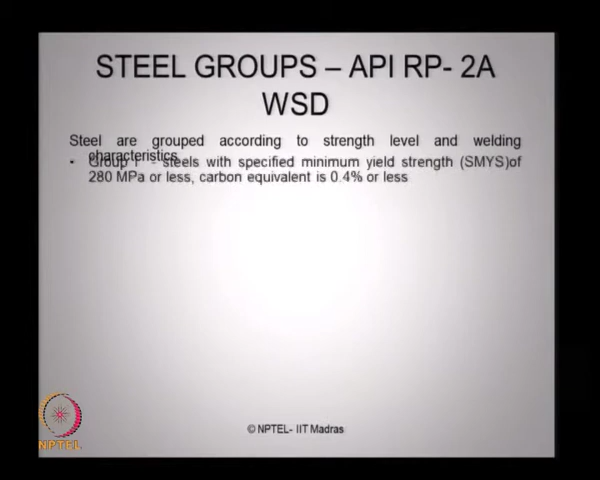 STEEL GROUPS – API RP- 2A
WSD
Steel are grouped according to strength level and welding
characteristics.
• Group I - steels with specified minimum yield strength (SMYS)of
280 MPa or less, carbon equivalent is 0.4% or less
NPTEL
© NPTEL- IIT Madras